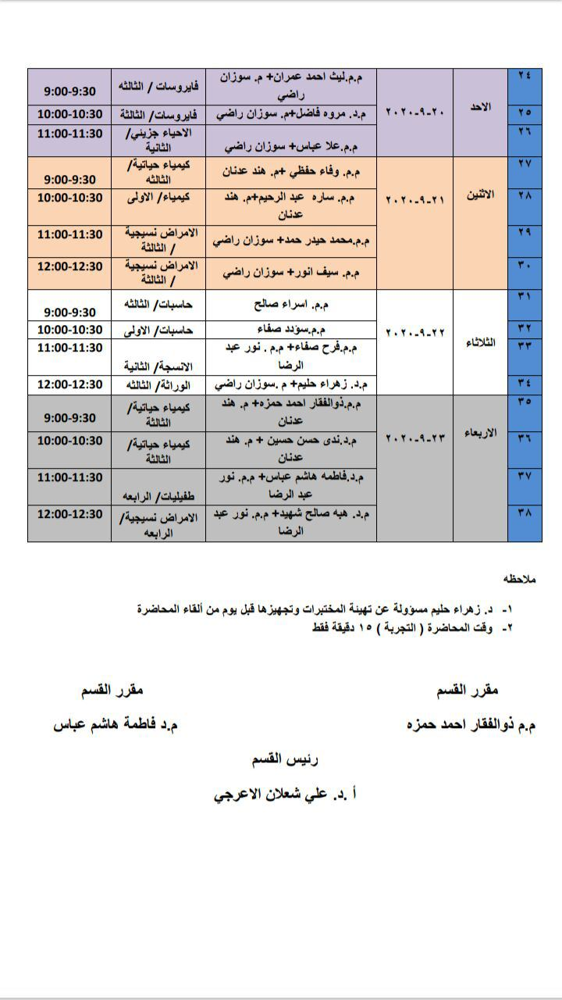 ٢٤ الاحد ٢٠-٩-٢٠٢٠ م.م.ليث احمد عمران+ م. سوزان راضي فايروسات / الثالثه 9:00-9:30
٢٥ م.د. مروه فاضل+م. سوزان راضي فايروسات/ الثالثة 10:00-10:30
٢٦ م.م.علا عباس+ سوزان راضي الاحياء جزيئي/ الثانية 11:00-11:30
٢٧ الاثنين ٢١-٩-٢٠٢٠ م.م. وفاء حفظي +م. هند عدنان كيمياء حياتية/ الثالثه 9:00-9:30
٢٨ م.م. ساره عبد الرحيم+م. هند عدنان كيمياء/ الاولى 10:00-10:30
٢٩ م.م.محمد حيدر حمد+ سوزان راضي الامراض نسيجية / الثالثة 11:00-11:30
٣٠ م.م. سيف انور+ سوزان راضي الامراض نسيجية / الثالثة 12:00-12:30
٣١ الثلاثاء ٢٢-٩-٢٠٢٠ م.م. اسراء صالح حاسبات/ الثالثه 9:00-9:30
٣٢ م.م.سؤدد صفاء حاسبات/ الاولى 10:00-10:30
٣٣ م.م.فرح صفاء+ م.م . نور عبد الرضا الانسجة/ الثانية 11:00-11:30
٣٤ م.د. زهراء حليم+ م .سوزان راضي الوراثة/ الثالثه 12:00-12:30
٣٥ الاربعاء ٢٣-٩-٢٠٢٠ م.م.ذوالفقار احمد حمزه+ م. هند عدنان كيمياء حياتية/ الثالثة 9:00-9:30
٣٦ م.د.ندى حسن حسين + م. هند عدنان كيمياء حياتية/ الثالثة 10:00-10:30
٣٧ م.د.فاطمه هاشم عباس+ م.م. نور عبد الرضا طفيليات/ الرابعه 11:00-11:30
٣٨ م.د. هبه صالح شهيد+ م.م. نور عبد الرضا الامراض نسيجية/ الرابعه 12:00-12:30
ملاحظه
١- د. زهراء حليم مسؤولة عن تهيئة المختبرات وتجهيزها قبل يوم من ألقاء المحاضرة
٢- وقت المحاضرة ( التجربة ) ١٥ دقيقة فقط
مقرر القسم مقرر القسم
م.م ذوالفقار احمد حمزه م.د فاطمة هاشم عباس
رئيس القسم
أ .د. علي شعلان الاعرجي